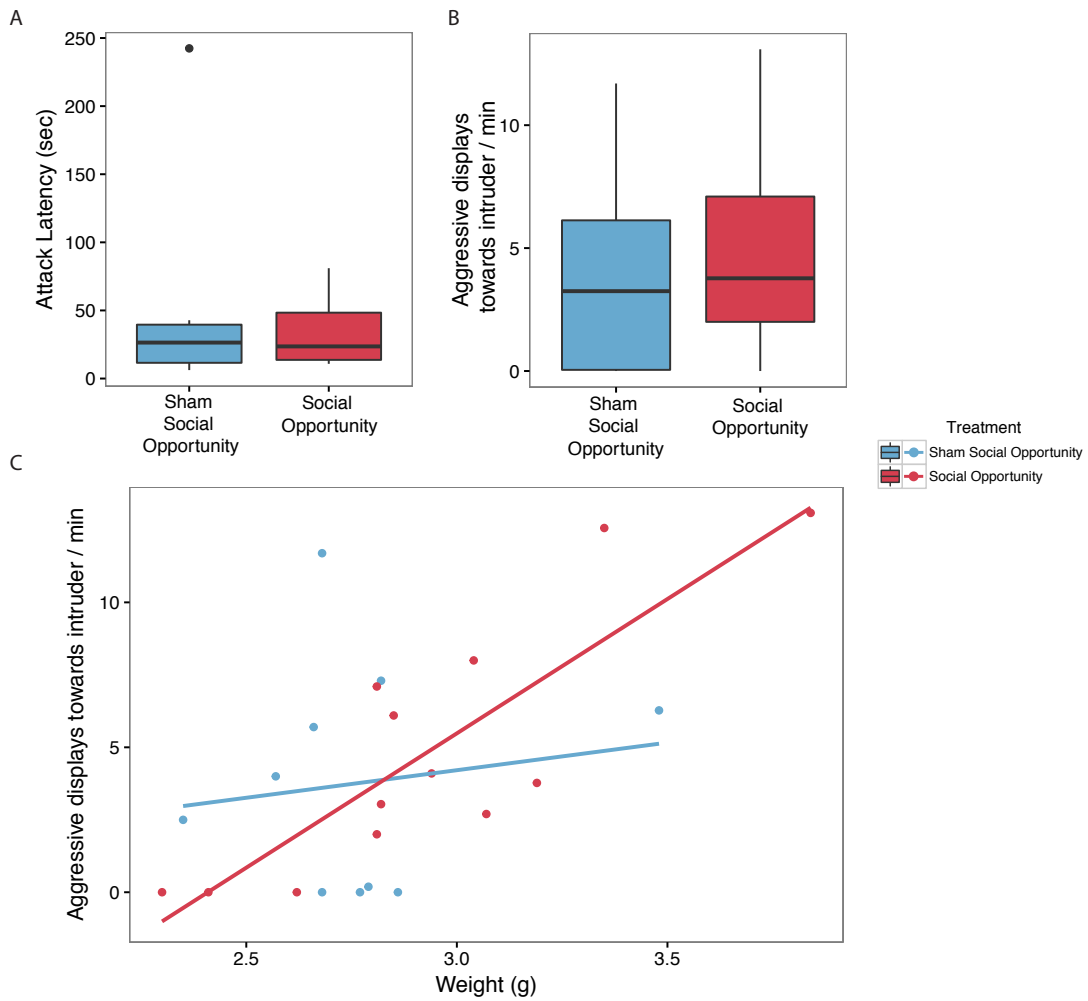 A
250
200
150
100
50
0
Attack Latency (sec)
Sham
Social
Opportunity
Social
Opportunity
B
10
5
0
Aggressive displays
towards intruder / min
Sham
Social
Opportunity
Social
Opportunity
Treatment
Sham Social Opportunity
Social Opportunity
C
10
5
0
Aggressive displays towards intruder / min
2.5
3.0
3.5
Weight (g)